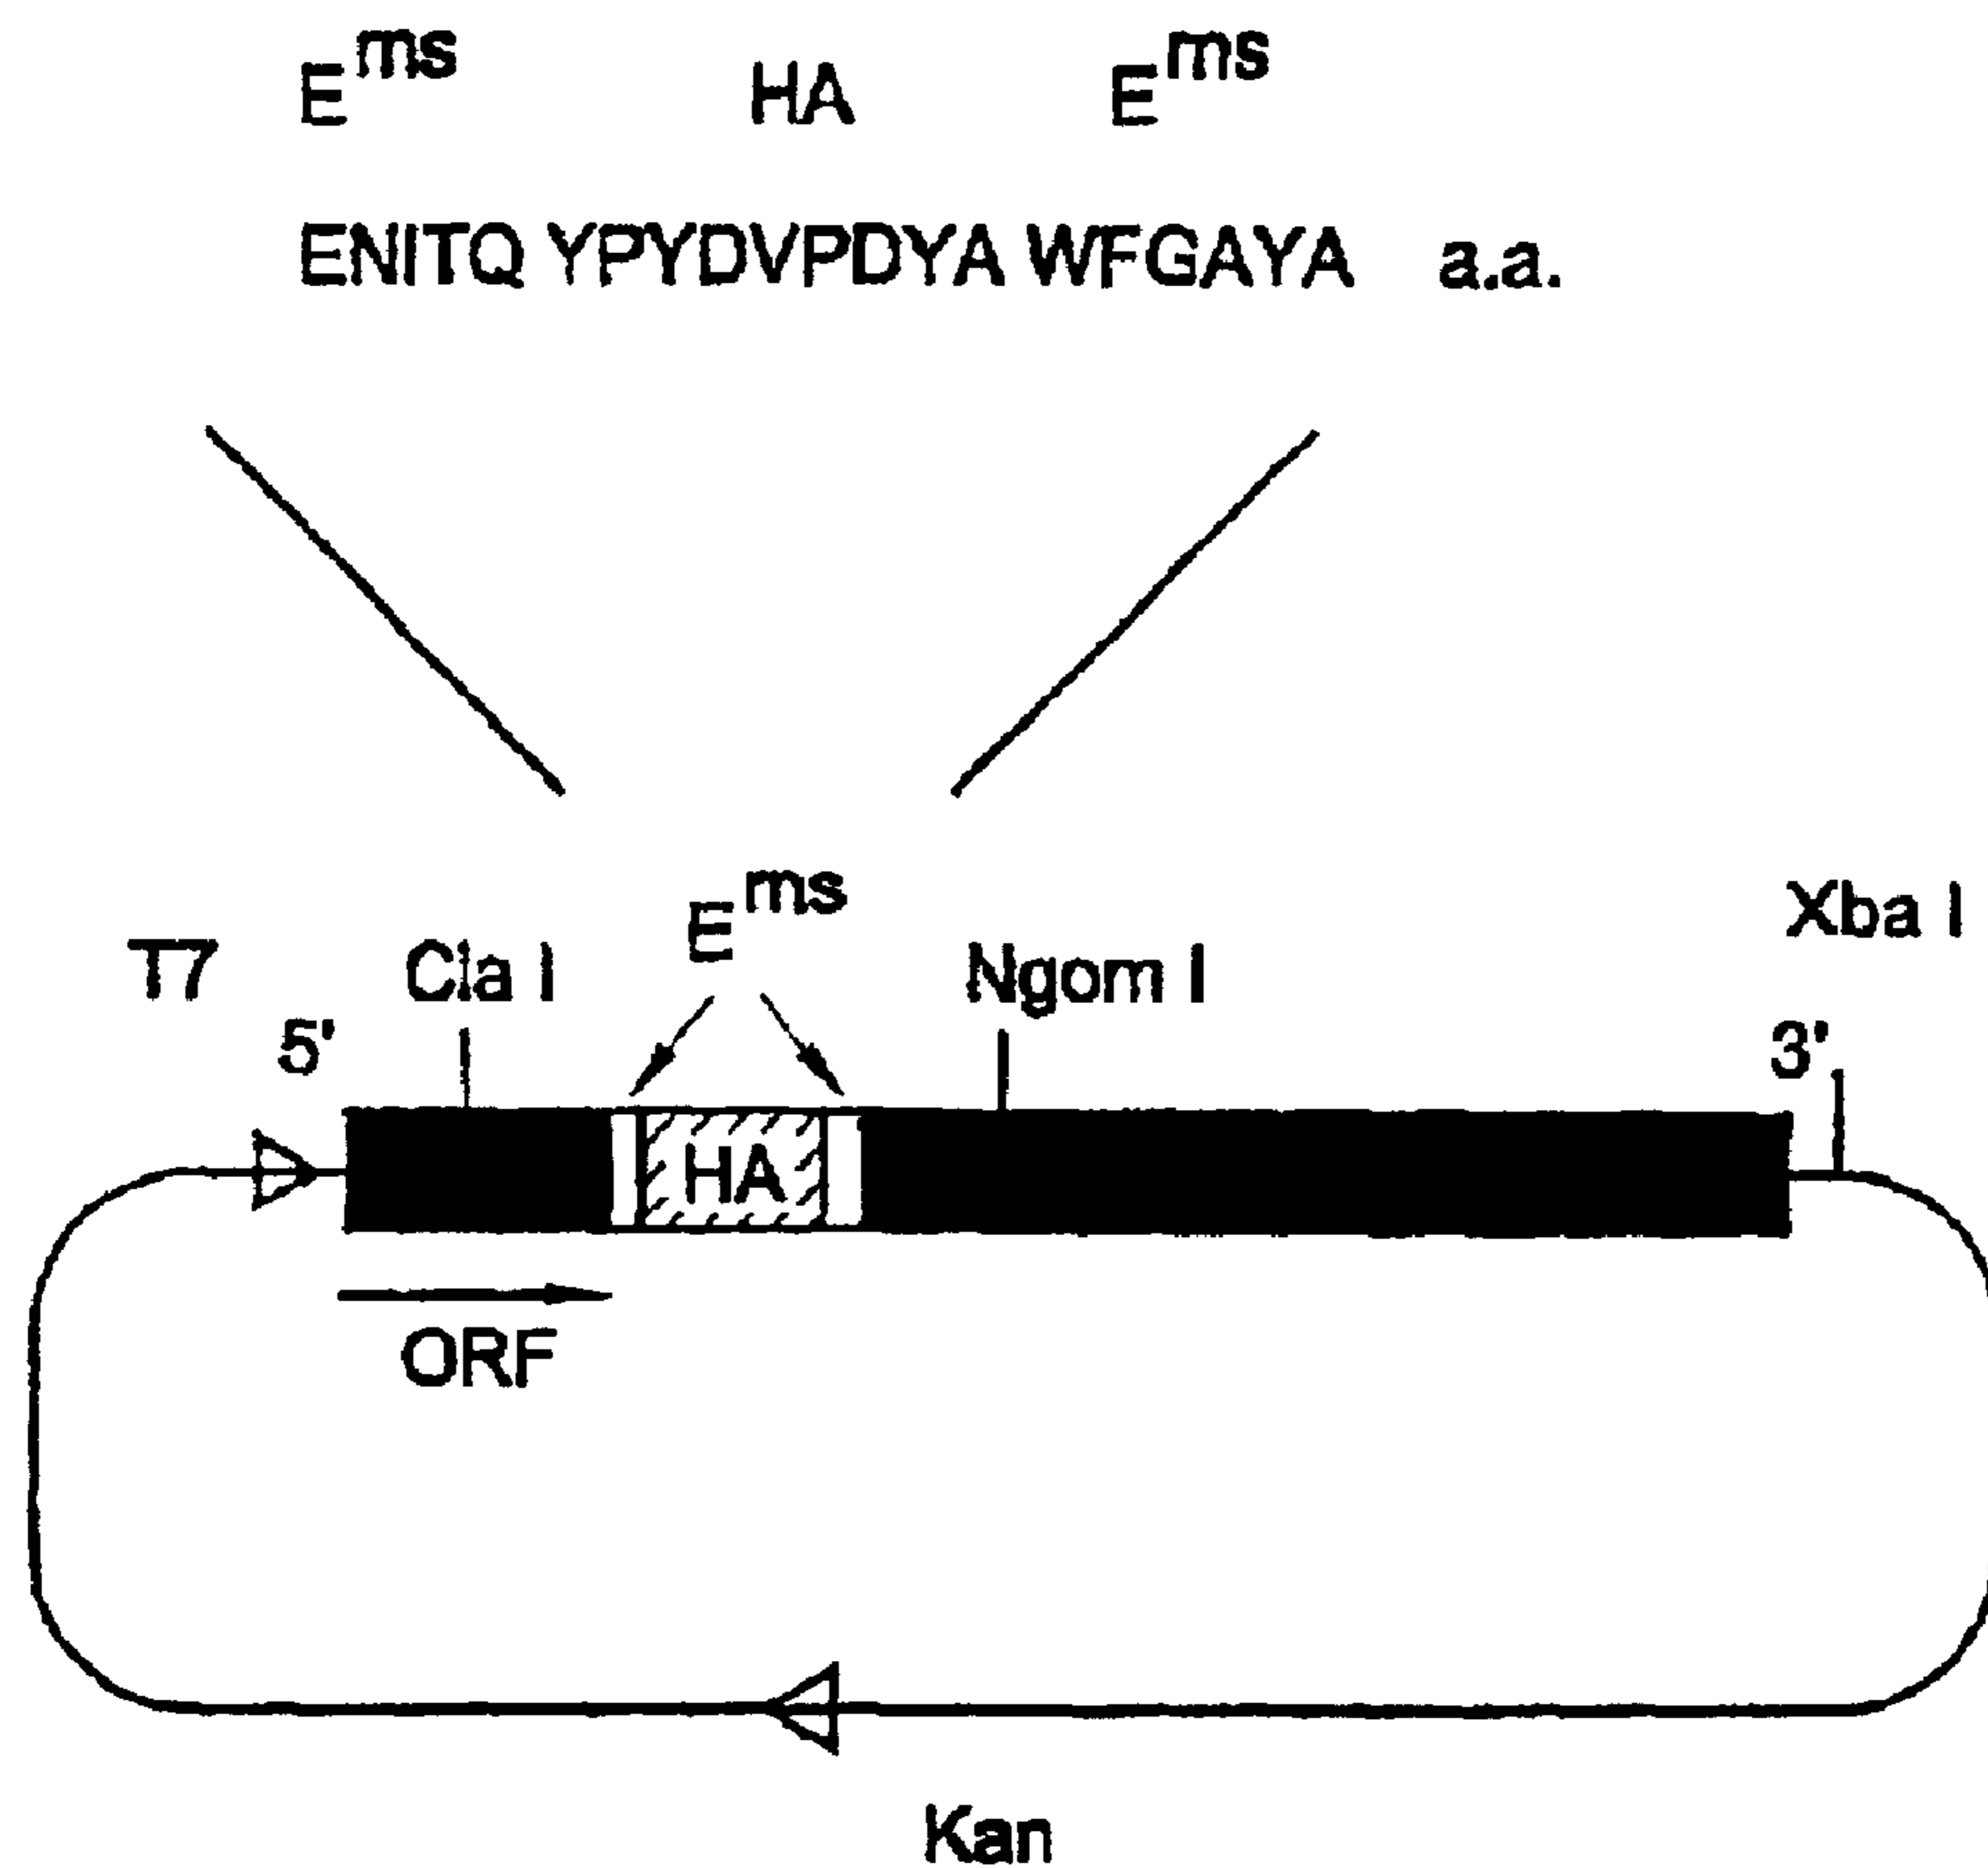 E^ms HA E^ms
ENITQ YPYDVPDYA WFGAYA a.a.
E^ms
Xba I
T7 Cla I Ngom I
5' 3'
HA
ORF
Kan